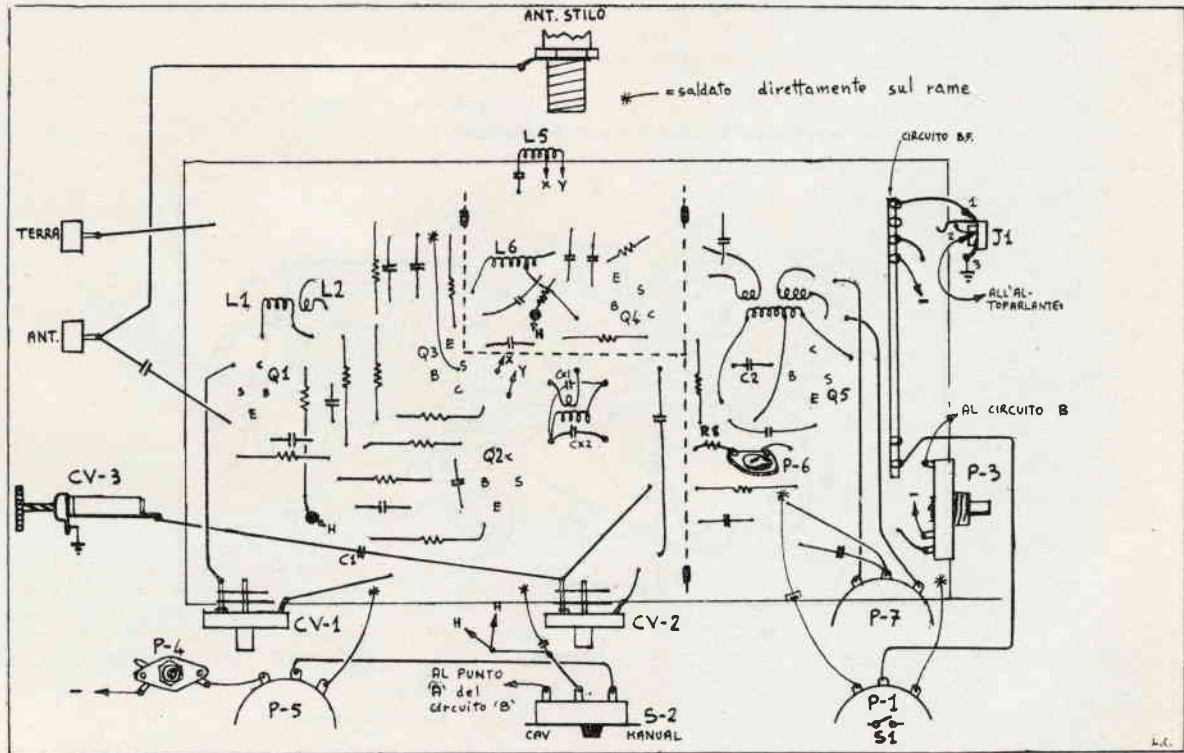 ANT. STILO
* = saldato direttamente sul rame
CIRCUITO B.F.
L5
X Y
TERRA
1
2
3
J1
L6
L1
L2
E
S
B
Q4
C
H
ALL'AL-
TOPARLANTE
ANT.
Q3
E
S
B
C
X
Y
C
Q1
S
B
E
CX1
C2
C
B
S
E
Q5
CX2
AL CIRCUITO B
R8
P-6
P-3
Q2
C
B
S
E
CV-3
H
C1
CV-1
CV-2
P-7
H
H
P-4
AL PUNTO
"A" del
circuito "B"
P-5
S-2
CAV
MANUAL
P-1
S1
L.C.